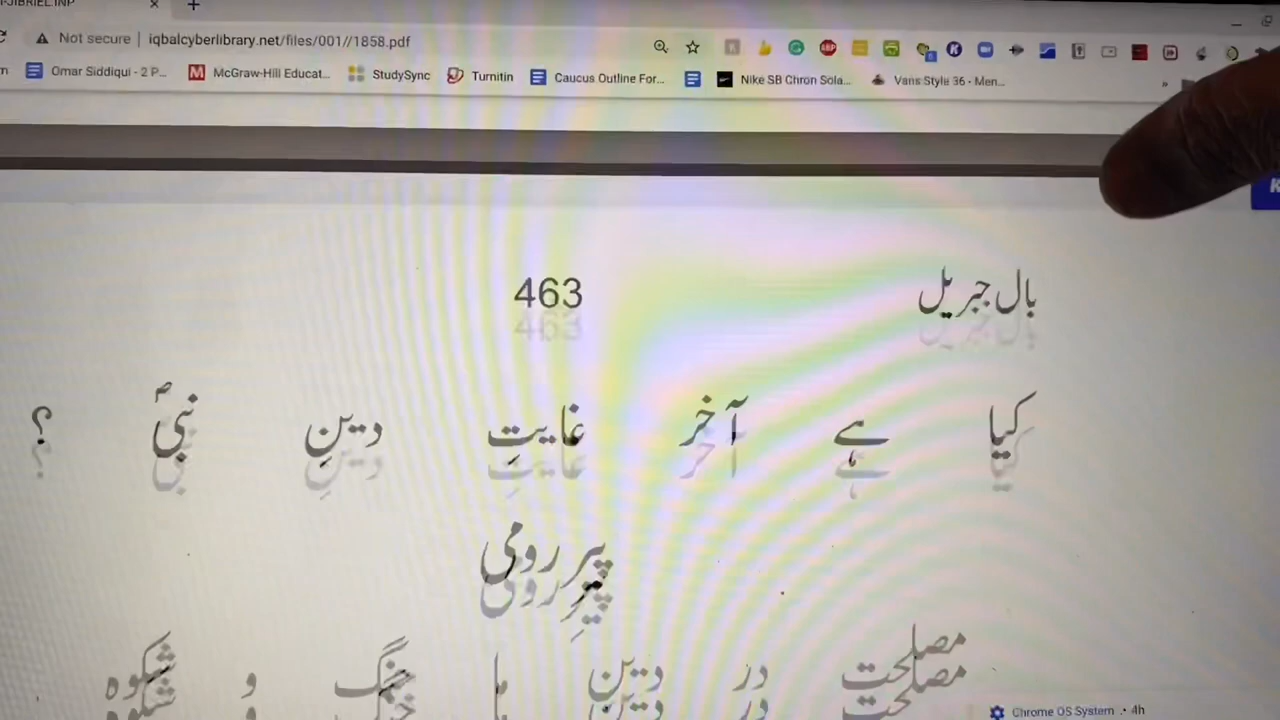 -JIBRIEL.INP
Not secure | iqbalcyberlibrary.net/files/001//1858.pdf
Omar Siddiqui - 2 P... McGraw-Hill Educat... StudySync Turnitin Caucus Outline For... Nike SB Chron Sola... Vans Style 36 - Men... »
بال جبریل 463
کیا ہے آخر غایتِ دینِ نبیؐ ؟
پیرِ رومی
مصلحت در دینِ ما جنگ و شکوہ
Chrome OS System • 4h